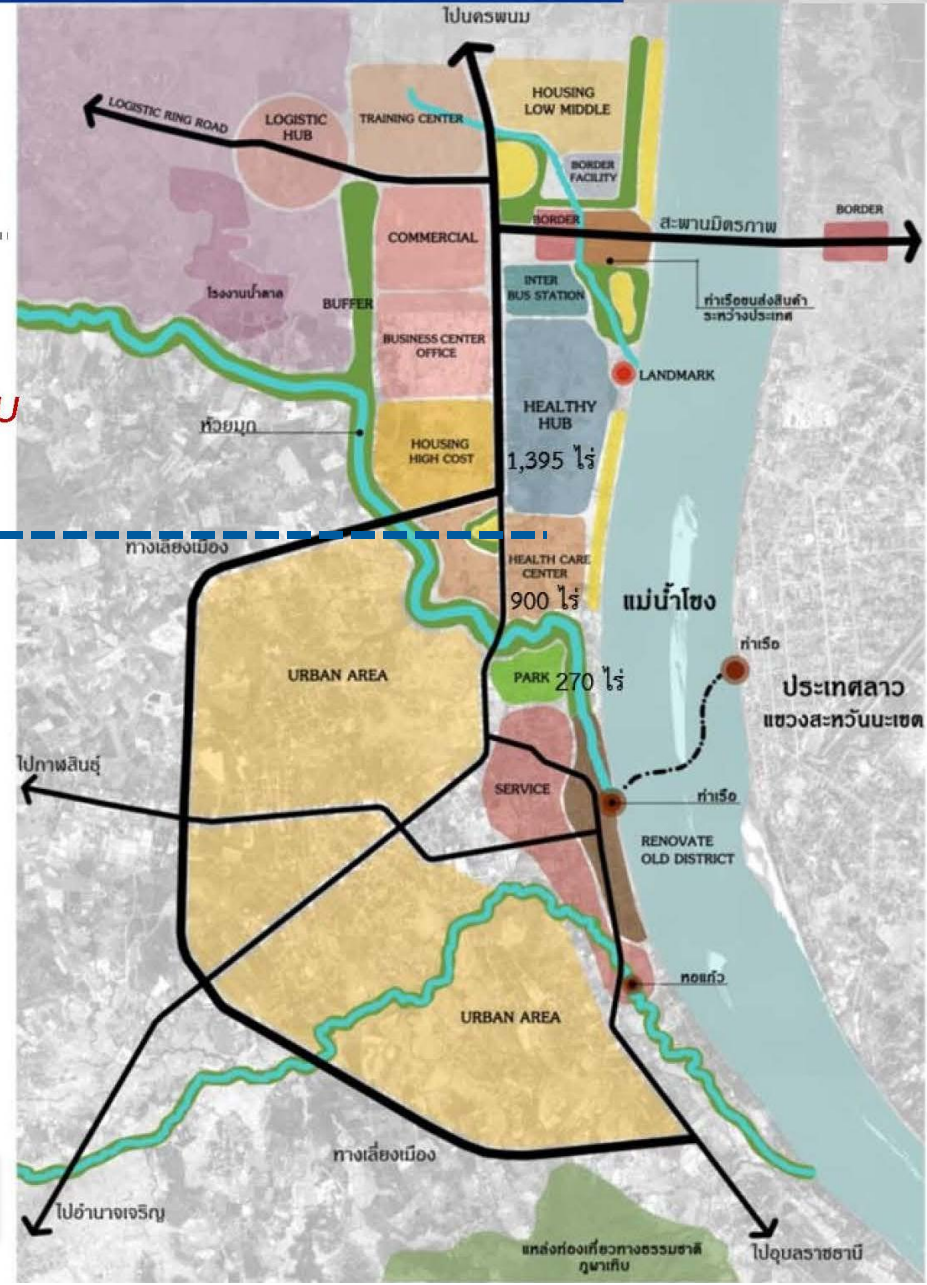 ไปนครพนม
HOUSING
LOW MIDDLE
LOGISTIC RING ROAD
LOGISTIC
HUB
TRAINING CENTER
BORDER
FACILITY
BORDER
สะพานมิตรภาพ
BORDER
COMMERCIAL
INTER
BUS STATION
ท่าเรือขนส่งสินค้า
ระหว่างประเทศ
โรงงานน้ำตาล
BUFFER
BUSINESS CENTER
OFFICE
LANDMARK
ห้วยมุก
HEALTHY
HUB
HOUSING
HIGH COST
1,395 ไร่
ทางเลี่ยงเมือง
HEALTH CARE
CENTER
900 ไร่
แม่น้ำโขง
ท่าเรือ
URBAN AREA
PARK
270 ไร่
ประเทศลาว
แขวงสะหวันนะเขต
ไปกาฬสินธุ์
SERVICE
ท่าเรือ
RENOVATE
OLD DISTRICT
หอแก้ว
URBAN AREA
ทางเลี่ยงเมือง
ไปอำนาจเจริญ
แหล่งท่องเที่ยวทางธรรมชาติ
ภูผาเทิบ
ไปอุบลราชธานี